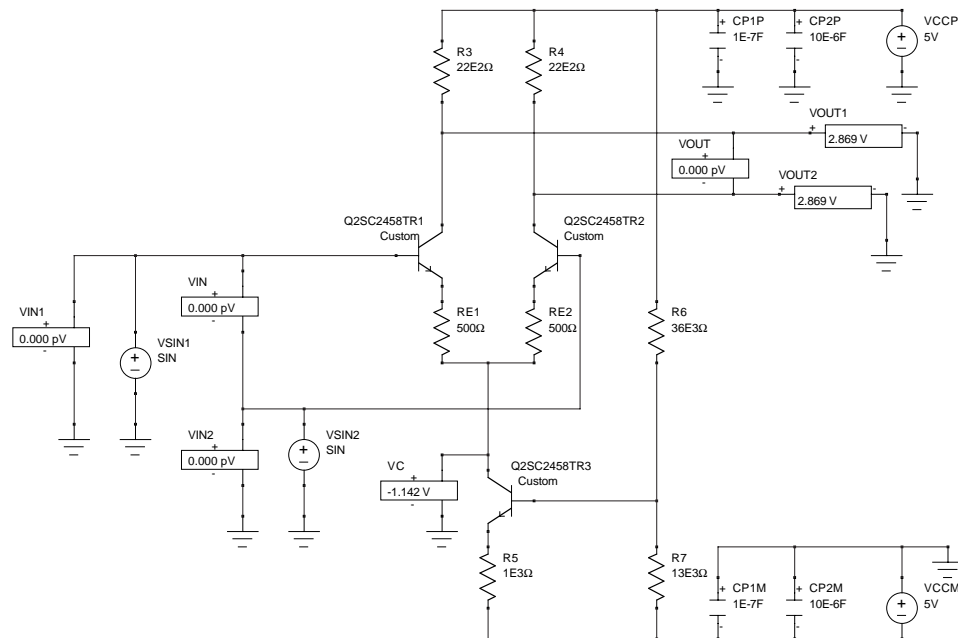 CP1P
1E-7F
CP2P
10E-6F
VCCP
5V
R3
22E2Ω
R4
22E2Ω
VOUT1
2.869 V
VOUT
0.000 pV
VOUT2
2.869 V
Q2SC2458TR1
Custom
Q2SC2458TR2
Custom
VIN
0.000 pV
VIN1
0.000 pV
RE1
500Ω
RE2
500Ω
R6
36E3Ω
VSIN1
SIN
VIN2
0.000 pV
VSIN2
SIN
VC
-1.142 V
Q2SC2458TR3
Custom
R5
1E3Ω
R7
13E3Ω
CP1M
1E-7F
CP2M
10E-6F
VCCM
5V